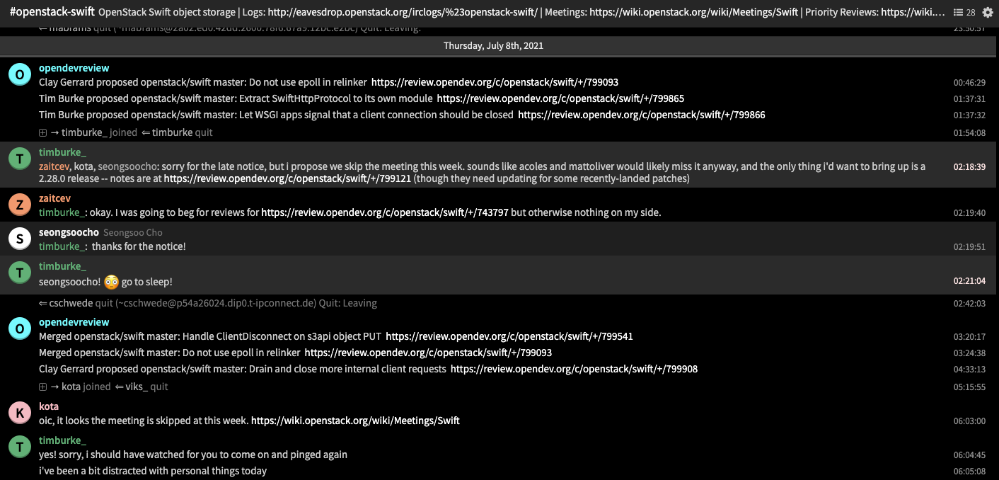 #openstack-swift OpenStack Swift object storage | Logs: http://eavesdrop.openstack.org/irclogs/%23openstack-swift/ | Meetings: https://wiki.openstack.org/wiki/Meetings/Swift | Priority Reviews: https://wiki.… 28
⇐ mabrams quit (~mabrams@2a02:ed0:42dd:2600:78f6:67a9:12bc:e2bc) Quit: Leaving. 23:50:57
Thursday, July 8th, 2021
O opendevreview
Clay Gerrard proposed openstack/swift master: Do not use epoll in relinker https://review.opendev.org/c/openstack/swift/+/799093 00:46:29
Tim Burke proposed openstack/swift master: Extract SwiftHttpProtocol to its own module https://review.opendev.org/c/openstack/swift/+/799865 01:37:31
Tim Burke proposed openstack/swift master: Let WSGI apps signal that a client connection should be closed https://review.opendev.org/c/openstack/swift/+/799866 01:37:32
→ timburke_ joined ⇐ timburke quit 01:54:08
T timburke_
zaitcev, kota, seongsoocho: sorry for the late notice, but i propose we skip the meeting this week. sounds like acoles and mattoliver would likely miss it anyway, and the only thing i'd want to bring up is a 02:18:39
2.28.0 release -- notes are at https://review.opendev.org/c/openstack/swift/+/799121 (though they need updating for some recently-landed patches)
Z zaitcev
timburke_: okay. I was going to beg for reviews for https://review.opendev.org/c/openstack/swift/+/743797 but otherwise nothing on my side. 02:19:40
S seongsoocho Seongsoo Cho
timburke_: thanks for the notice! 02:19:51
T timburke_
seongsoocho! 😳 go to sleep! 02:21:04
⇐ cschwede quit (~cschwede@p54a26024.dip0.t-ipconnect.de) Quit: Leaving 02:42:03
O opendevreview
Merged openstack/swift master: Handle ClientDisconnect on s3api object PUT https://review.opendev.org/c/openstack/swift/+/799541 03:20:17
Merged openstack/swift master: Do not use epoll in relinker https://review.opendev.org/c/openstack/swift/+/799093 03:24:38
Clay Gerrard proposed openstack/swift master: Drain and close more internal client requests https://review.opendev.org/c/openstack/swift/+/799908 04:33:13
→ kota joined ⇐ viks_ quit 05:15:55
K kota
oic, it looks the meeting is skipped at this week. https://wiki.openstack.org/wiki/Meetings/Swift 06:03:00
T timburke_
yes! sorry, i should have watched for you to come on and pinged again 06:04:45
i've been a bit distracted with personal things today 06:05:08